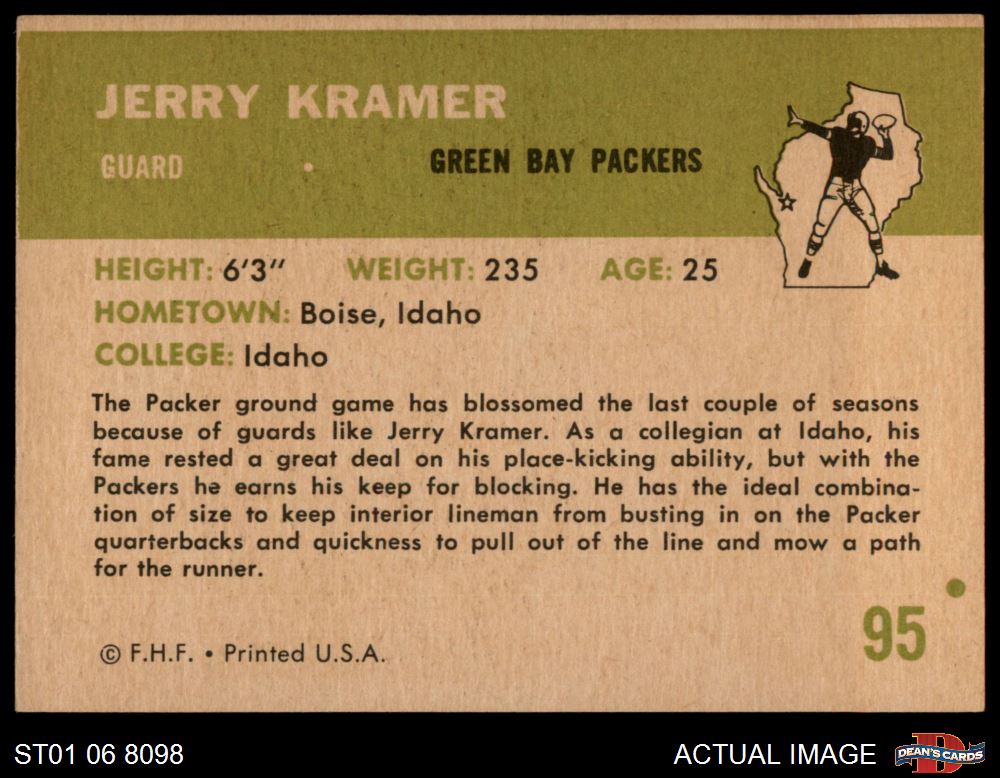 JERRY KRAMER
GUARD • GREEN BAY PACKERS
HEIGHT: 6'3" WEIGHT: 235 AGE: 25
HOMETOWN: Boise, Idaho
COLLEGE: Idaho
The Packer ground game has blossomed the last couple of seasons
because of guards like Jerry Kramer. As a collegian at Idaho, his
fame rested a great deal on his place-kicking ability, but with the
Packers he earns his keep for blocking. He has the ideal combina-
tion of size to keep interior lineman from busting in on the Packer
quarterbacks and quickness to pull out of the line and mow a path
for the runner.
95
© F.H.F. • Printed U.S.A.
ST01 06 8098
ACTUAL IMAGE
D
DEAN'S CARDS